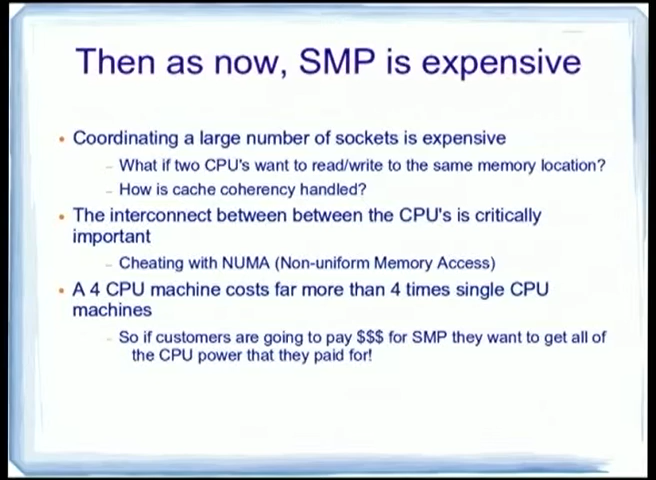 Then as now, SMP is expensive
• Coordinating a large number of sockets is expensive
– What if two CPU's want to read/write to the same memory location?
– How is cache coherency handled?
• The interconnect between between the CPU's is critically
important
– Cheating with NUMA (Non-uniform Memory Access)
• A 4 CPU machine costs far more than 4 times single CPU
machines
– So if customers are going to pay $$$ for SMP they want to get all of
the CPU power that they paid for!